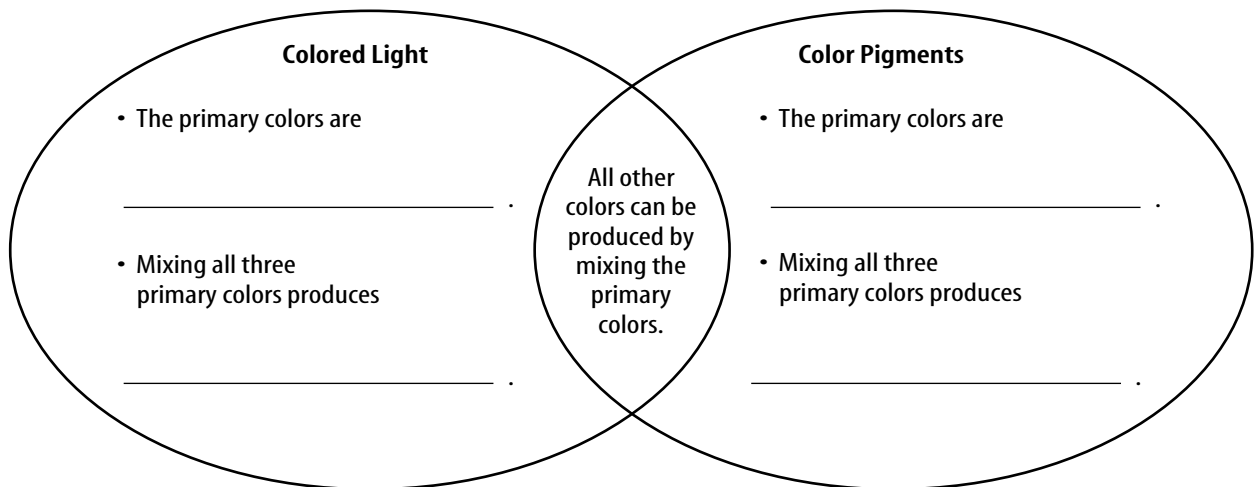 Colored Light
• The primary colors are
.
• Mixing all three
primary colors produces
.
All other
colors can be
produced by
mixing the
primary
colors.
Color Pigments
• The primary colors are
.
• Mixing all three
primary colors produces
.